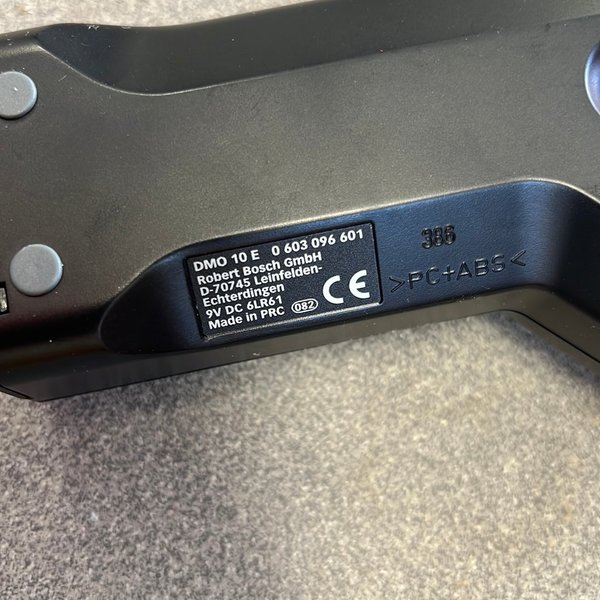 DMO 10 E 0 603 096 601
Robert Bosch GmbH
D-70745 Leinfelden-
Echterdingen
9V DC 6LR61
Made in PRC 082 CE
386
>PC+ABS<